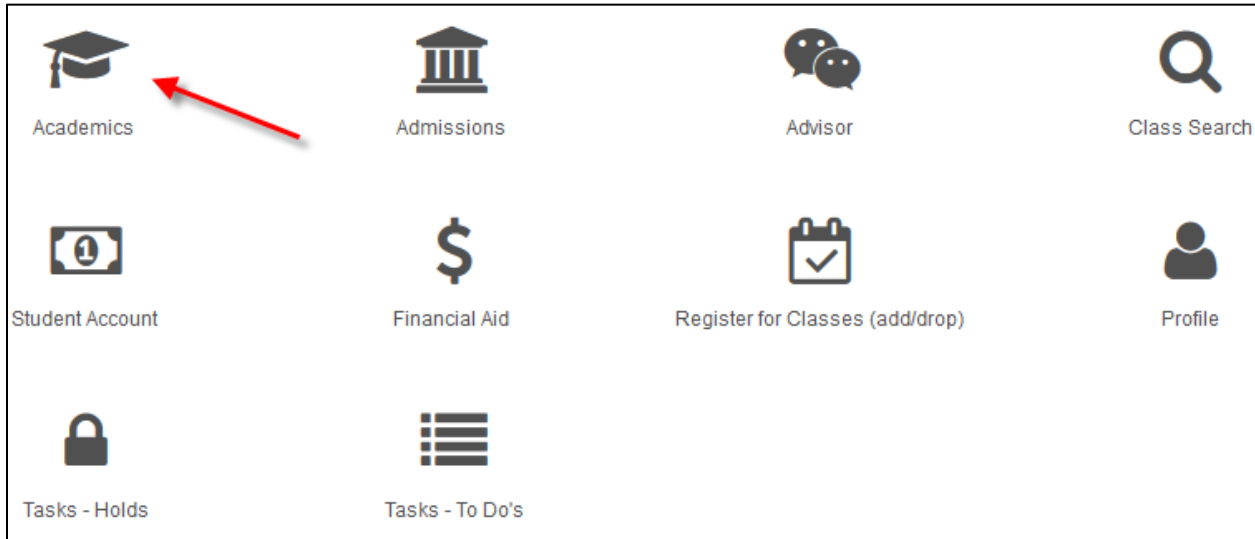 Academics
Admissions
Advisor
Class Search
1
Student Account
Financial Aid
Register for Classes (add/drop)
Profile
Tasks - Holds
Tasks - To Do's